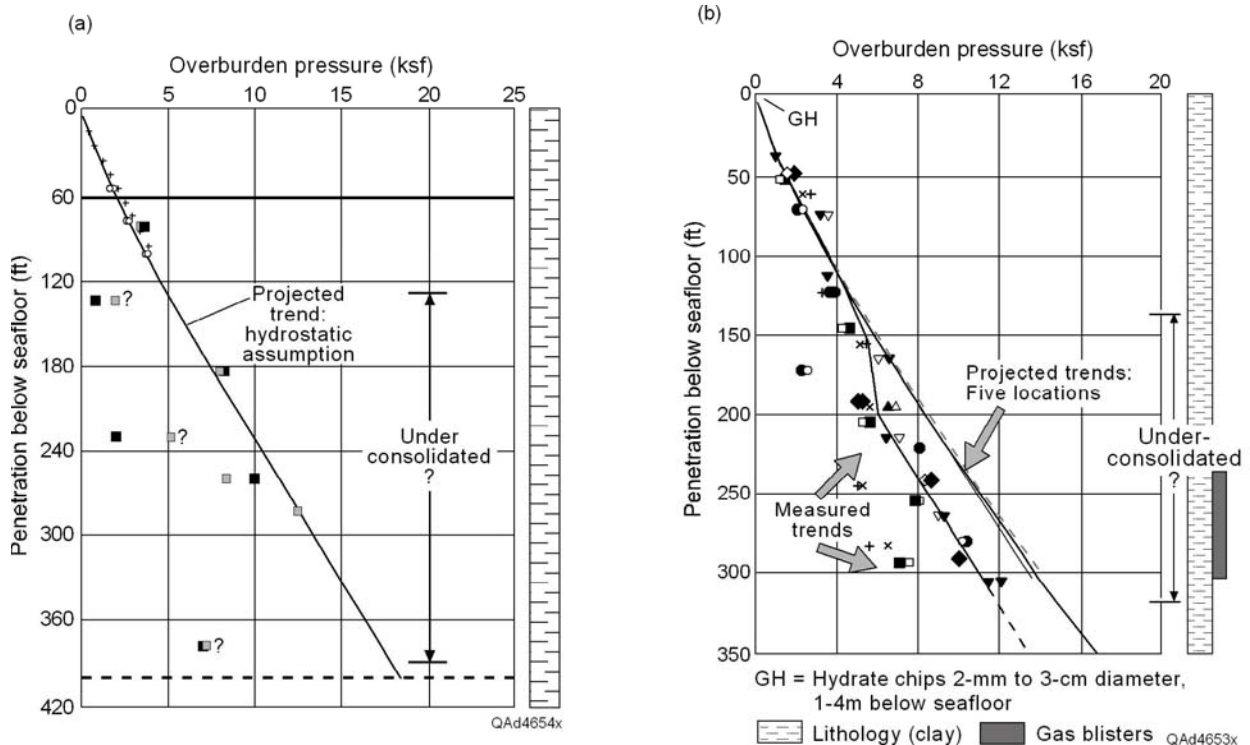 (a)
Overburden pressure (ksf)
0 5 10 15 20 25
Penetration below seafloor (ft)
0
60
120
180
240
300
360
420
?
?
?
Projected
trend:
hydrostatic
assumption
Under
consolidated
?
QAd4654x
(b)
Overburden pressure (ksf)
0 4 8 12 16 20
Penetration below seafloor (ft)
0
50
100
150
200
250
300
350
GH
Projected trends:
Five locations
Under-
consolidated
?
Measured
trends
GH = Hydrate chips 2-mm to 3-cm diameter,
1-4m below seafloor
Lithology (clay) Gas blisters QAd4653x